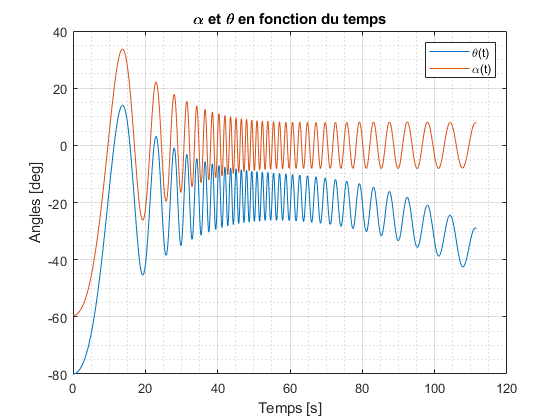 α et θ en fonction du temps
θ(t)
α(t)
Angles [deg]
40
20
0
-20
-40
-60
-80
0
20
40
60
80
100
120
Temps [s]